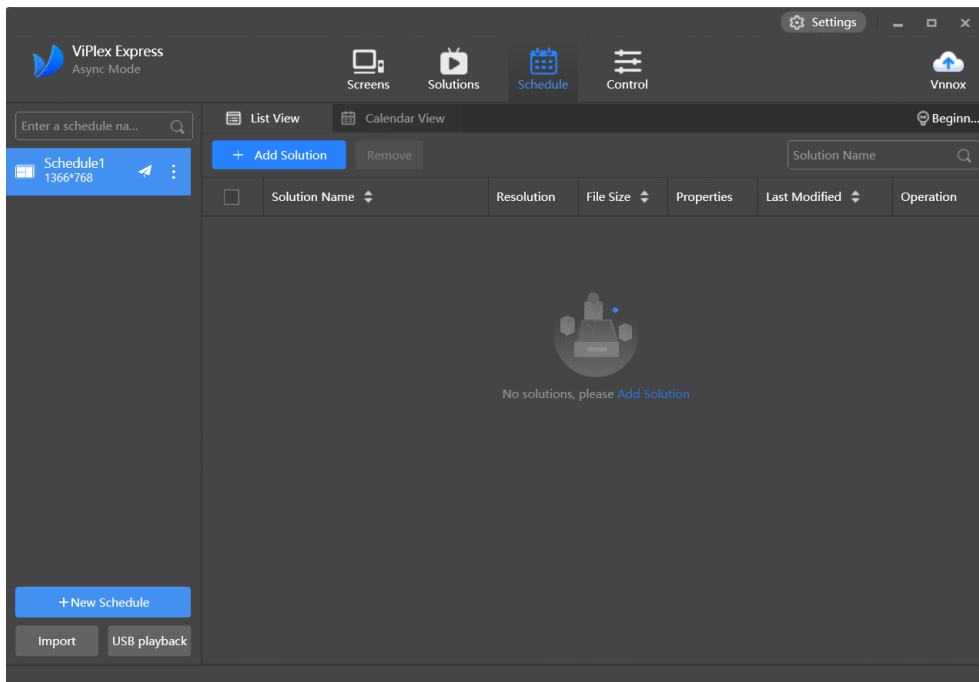 Settings
ViPlex Express
Async Mode
Screens
Solutions
Schedule
Control
Vnnox
Enter a schedule na...
List View
Calendar View
Beginn...
Schedule1
1366*768
+ Add Solution
Remove
Solution Name
Solution Name
Resolution
File Size
Properties
Last Modified
Operation
No solutions, please Add Solution
+New Schedule
Import
USB playback